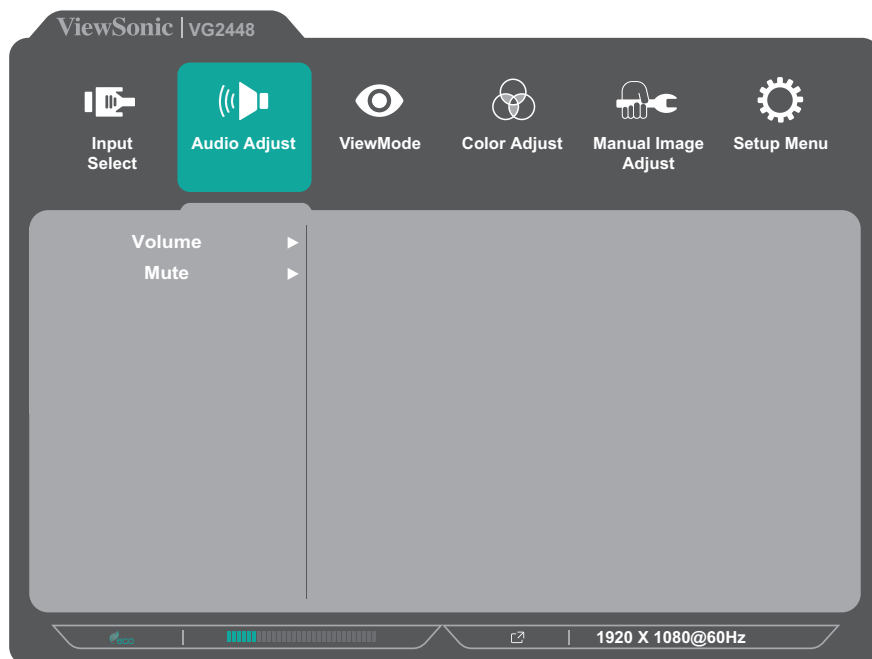 ViewSonic | VG2448
Input
Select
Audio Adjust
ViewMode
Color Adjust
Manual Image
Adjust
Setup Menu
Volume
Mute
eco
1920 X 1080@60Hz